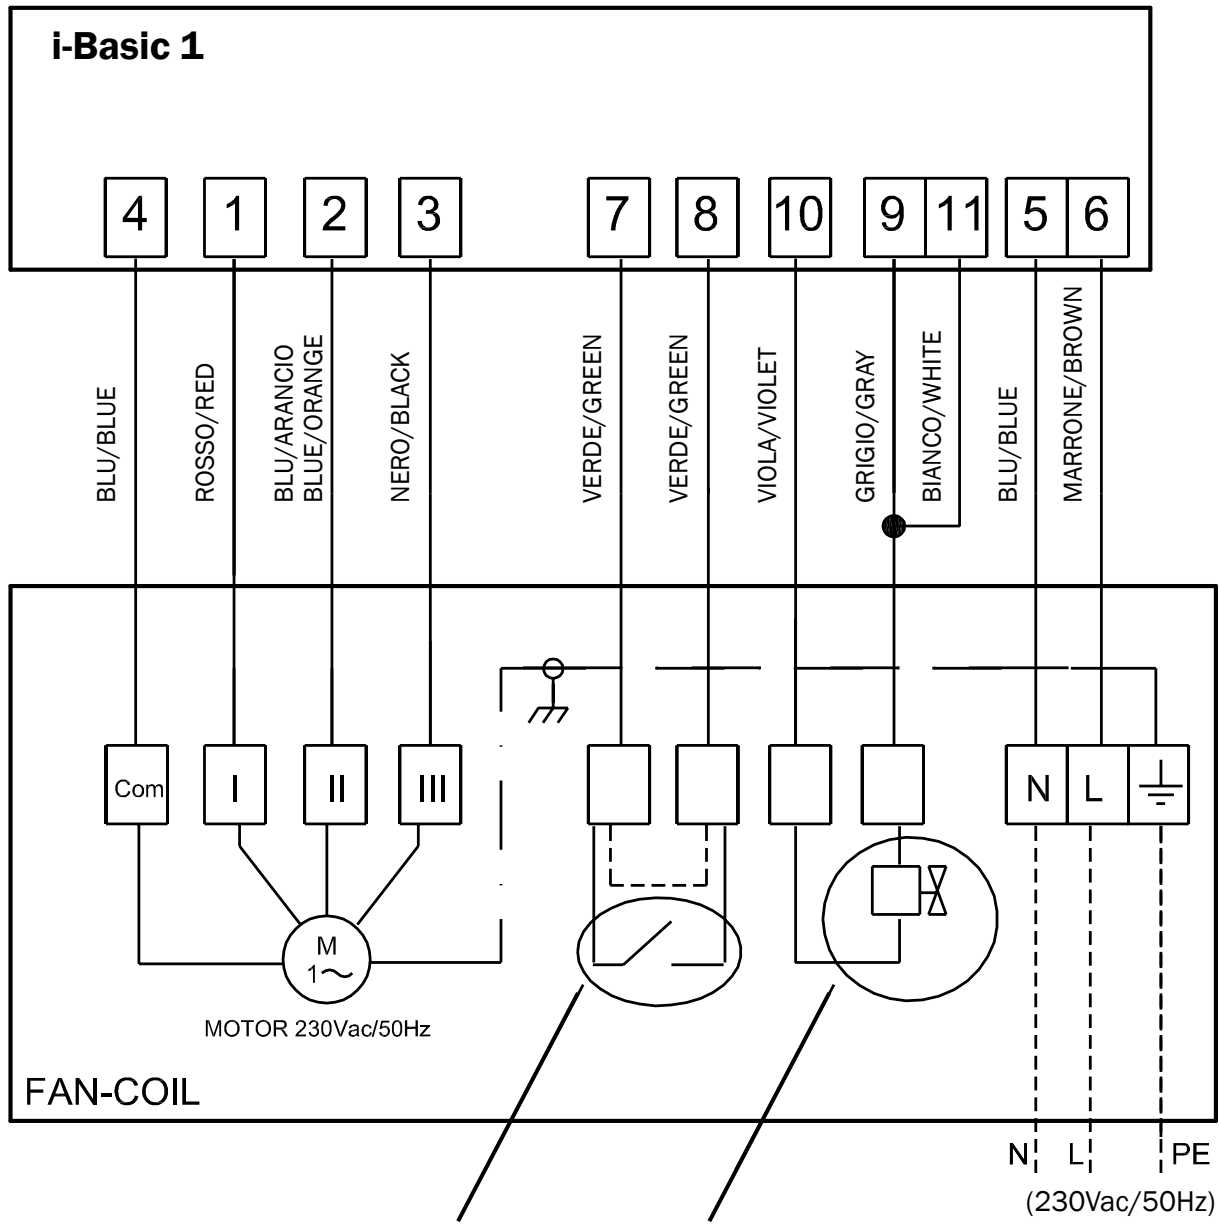 i-Basic 1
4 1 2 3 7 8 10 9 11 5 6
BLU/BLUE
ROSSO/RED
BLU/ARANCIO
BLUE/ORANGE
NERO/BLACK
VERDE/GREEN
VERDE/GREEN
VIOLA/VIOLET
GRIGIO/GRAY
BIANCO/WHITE
BLU/BLUE
MARRONE/BROWN
Com I II III N L
M
1~
MOTOR 230Vac/50Hz
FAN-COIL
N L PE
(230Vac/50Hz)